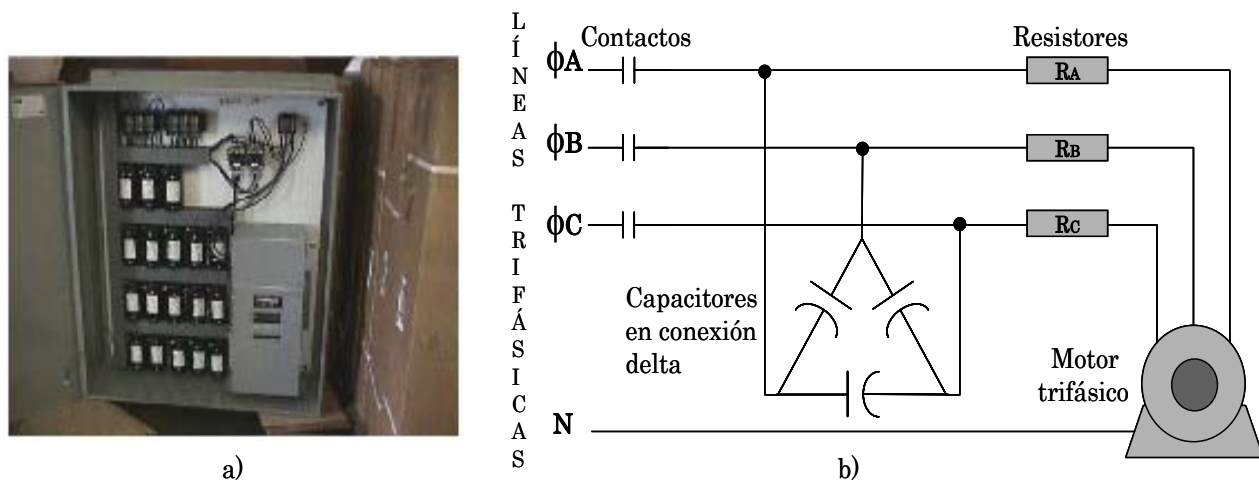 LÍNEAS TRIFÁSICAS
ϕA
Contactos
Resistores
RA
ϕB
RB
ϕC
RC
Capacitores
en conexión
delta
Motor
trifásico
N
a)
b)